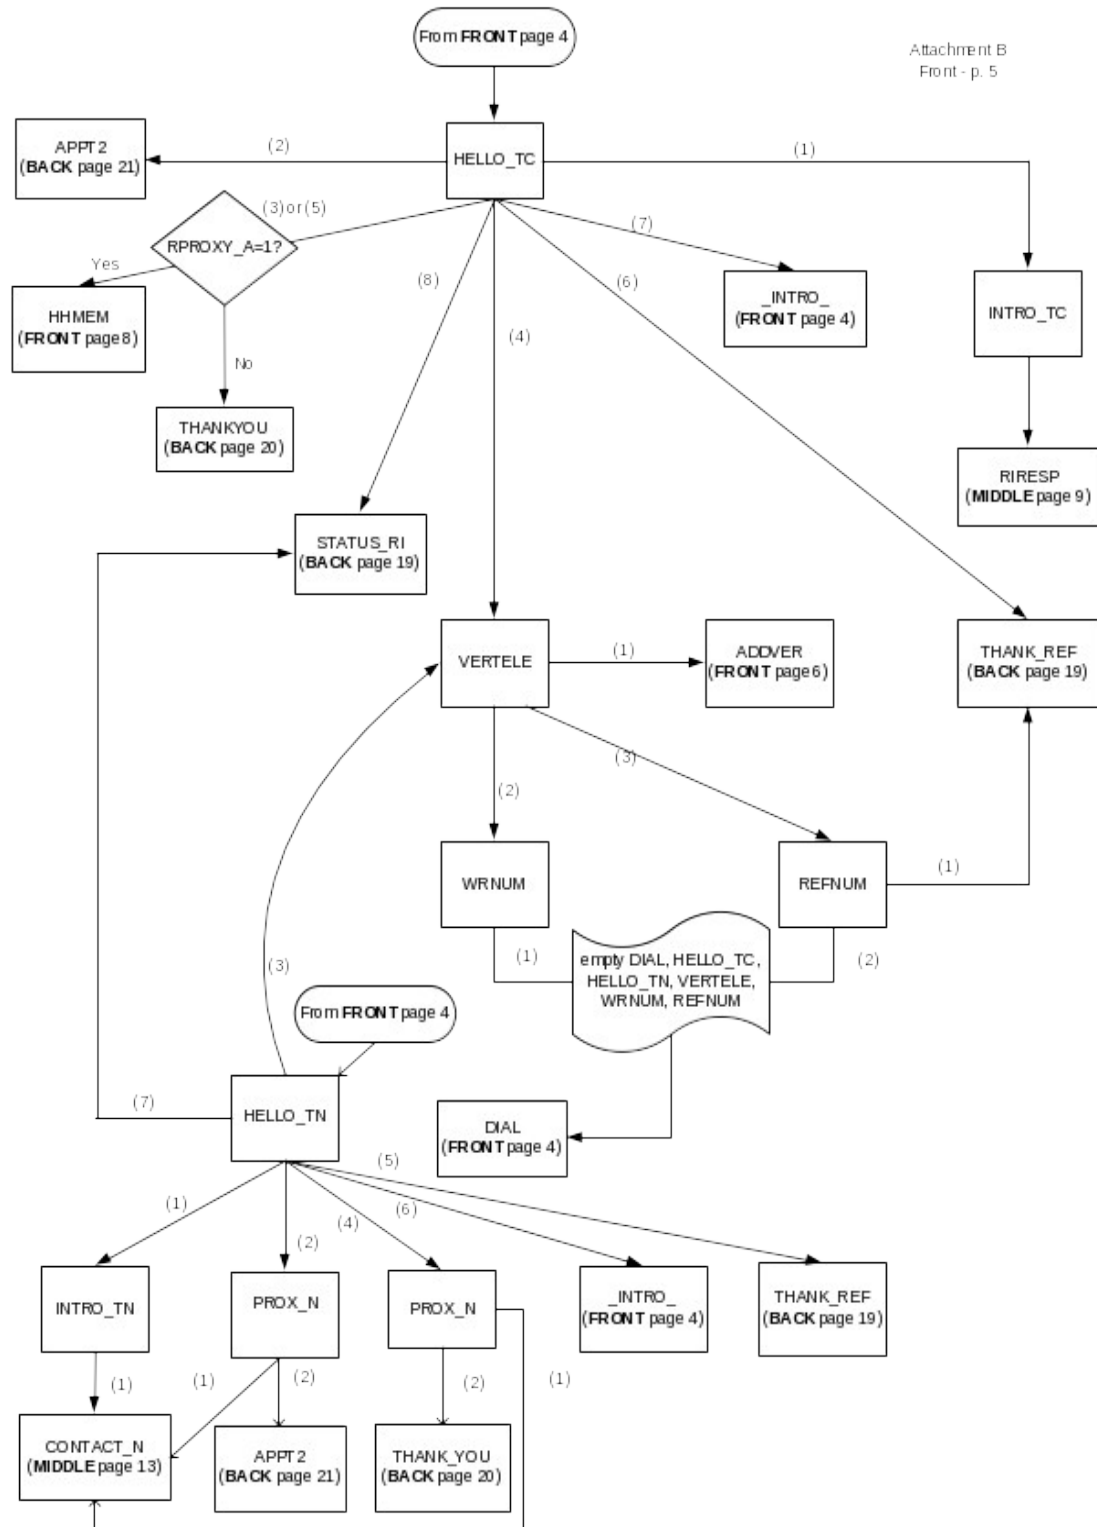 From FRONT page 4
Attachment B
Front - p. 5
APPT2
(BACK page 21)
(2)
HELLO_TC
(1)
(3) or (5)
(7)
RPROXY_A=1?
Yes
(8)
(6)
_INTRO_
(FRONT page 4)
INTRO_TC
HHMEM
(FRONT page 8)
(4)
No
THANKYOU
(BACK page 20)
RIRESP
(MIDDLE page 9)
STATUS_RI
(BACK page 19)
VERTELE
(1)
ADDVER
(FRONT page 6)
THANK_REF
(BACK page 19)
(3)
(2)
WRNUM
REFNUM
(1)
(3)
(1)
empty DIAL, HELLO_TC,
HELLO_TN, VERTELE,
WRNUM, REFNUM
(2)
From FRONT page 4
(7)
HELLO_TN
DIAL
(FRONT page 4)
(5)
(1)
(6)
(4)
(2)
INTRO_TN
PROX_N
PROX_N
_INTRO_
(FRONT page 4)
THANK_REF
(BACK page 19)
(1)
(1)
(2)
(2)
(1)
CONTACT_N
(MIDDLE page 13)
APPT2
(BACK page 21)
THANK_YOU
(BACK page 20)